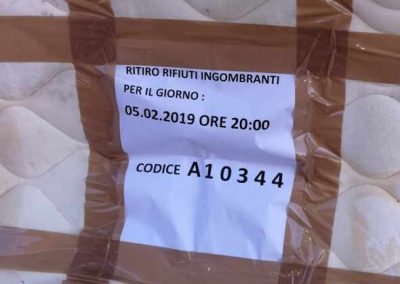 RITIRO RIFIUTI INGOMBRANTI
PER IL GIORNO :
05.02.2019 ORE 20:00
CODICE A10344